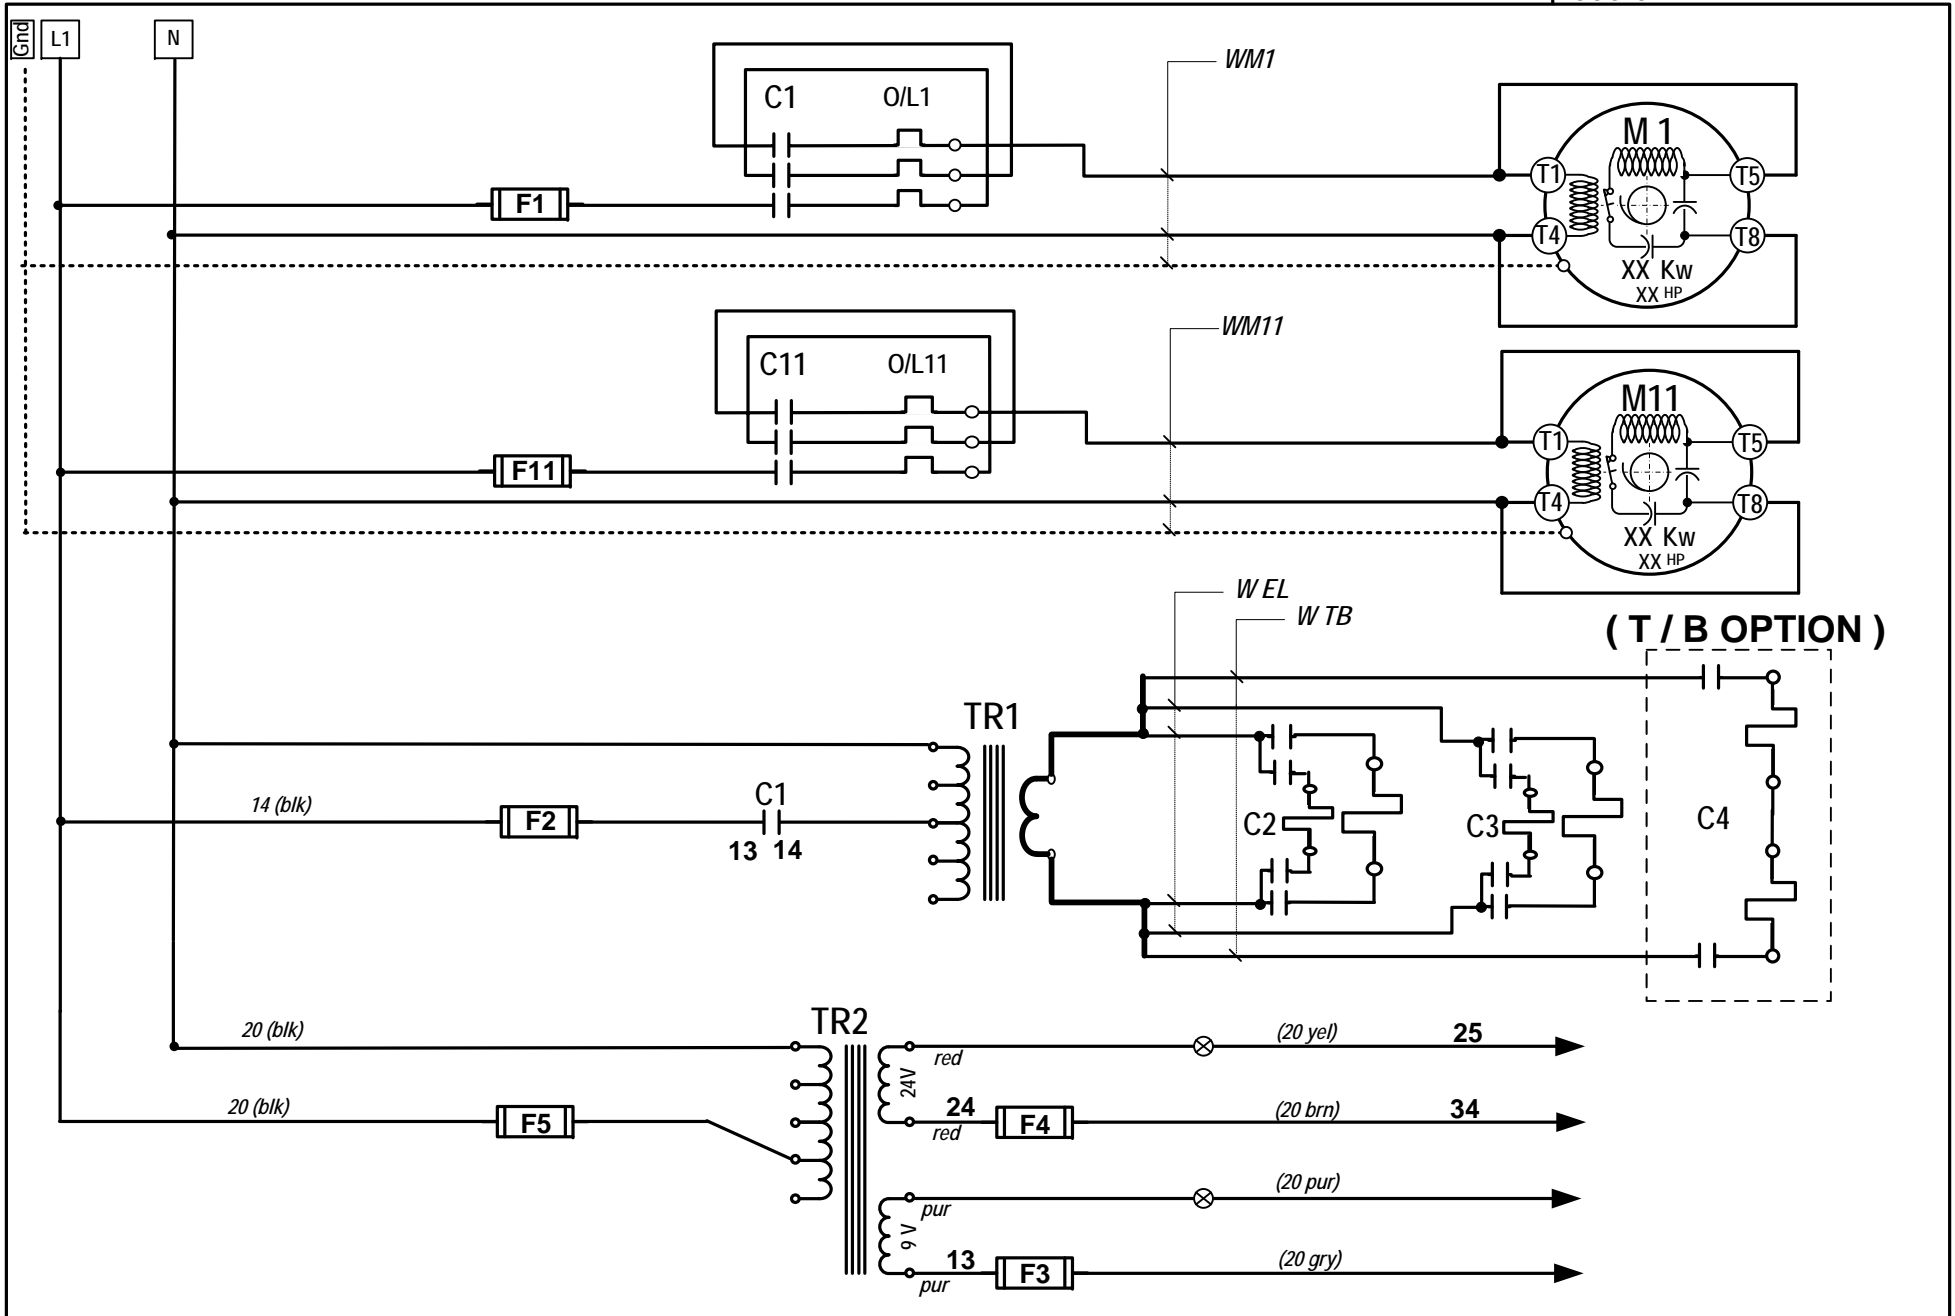 Gnd L1 N
WM1
C1 O/L1
M 1
T1 T5
F1
T4 T8
XX Kw
XX HP
WM11
C11 O/L11
M11
T1 T5
F11
T4 T8
XX Kw
XX HP
W EL
W TB
( T / B OPTION )
TR1
14 (blk)
C1
F2
13 14
C2
C3
C4
TR2
20 (blk)
red
(20 yel)
25
24V
20 (blk)
F5
24
red
F4
(20 brn)
34
pur
(20 pur)
9 V
13
pur
F3
(20 gry)